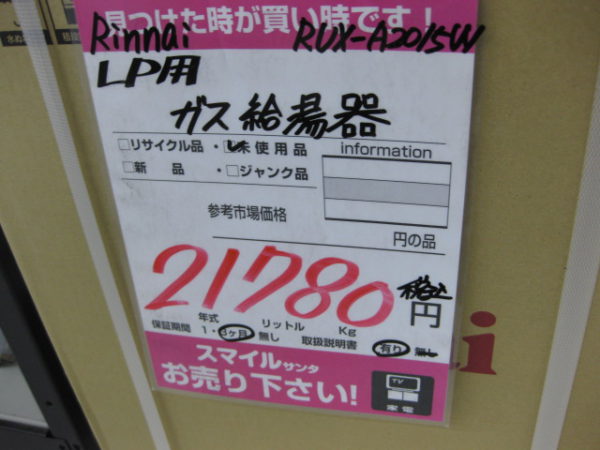 見つけた時が買い時です!
Rinnai RUX-A2015W
LP用
ガス給湯器
□リサイクル品・□未使用品
□新 品 ・□ジャンク品
information
参考市場価格
円の品
21780税込円
年式 リットル Kg
保証期間 1・3ヶ月 無し 取扱説明書 有り 無し
スマイルサンタ
お売り下さい!
TV
家電